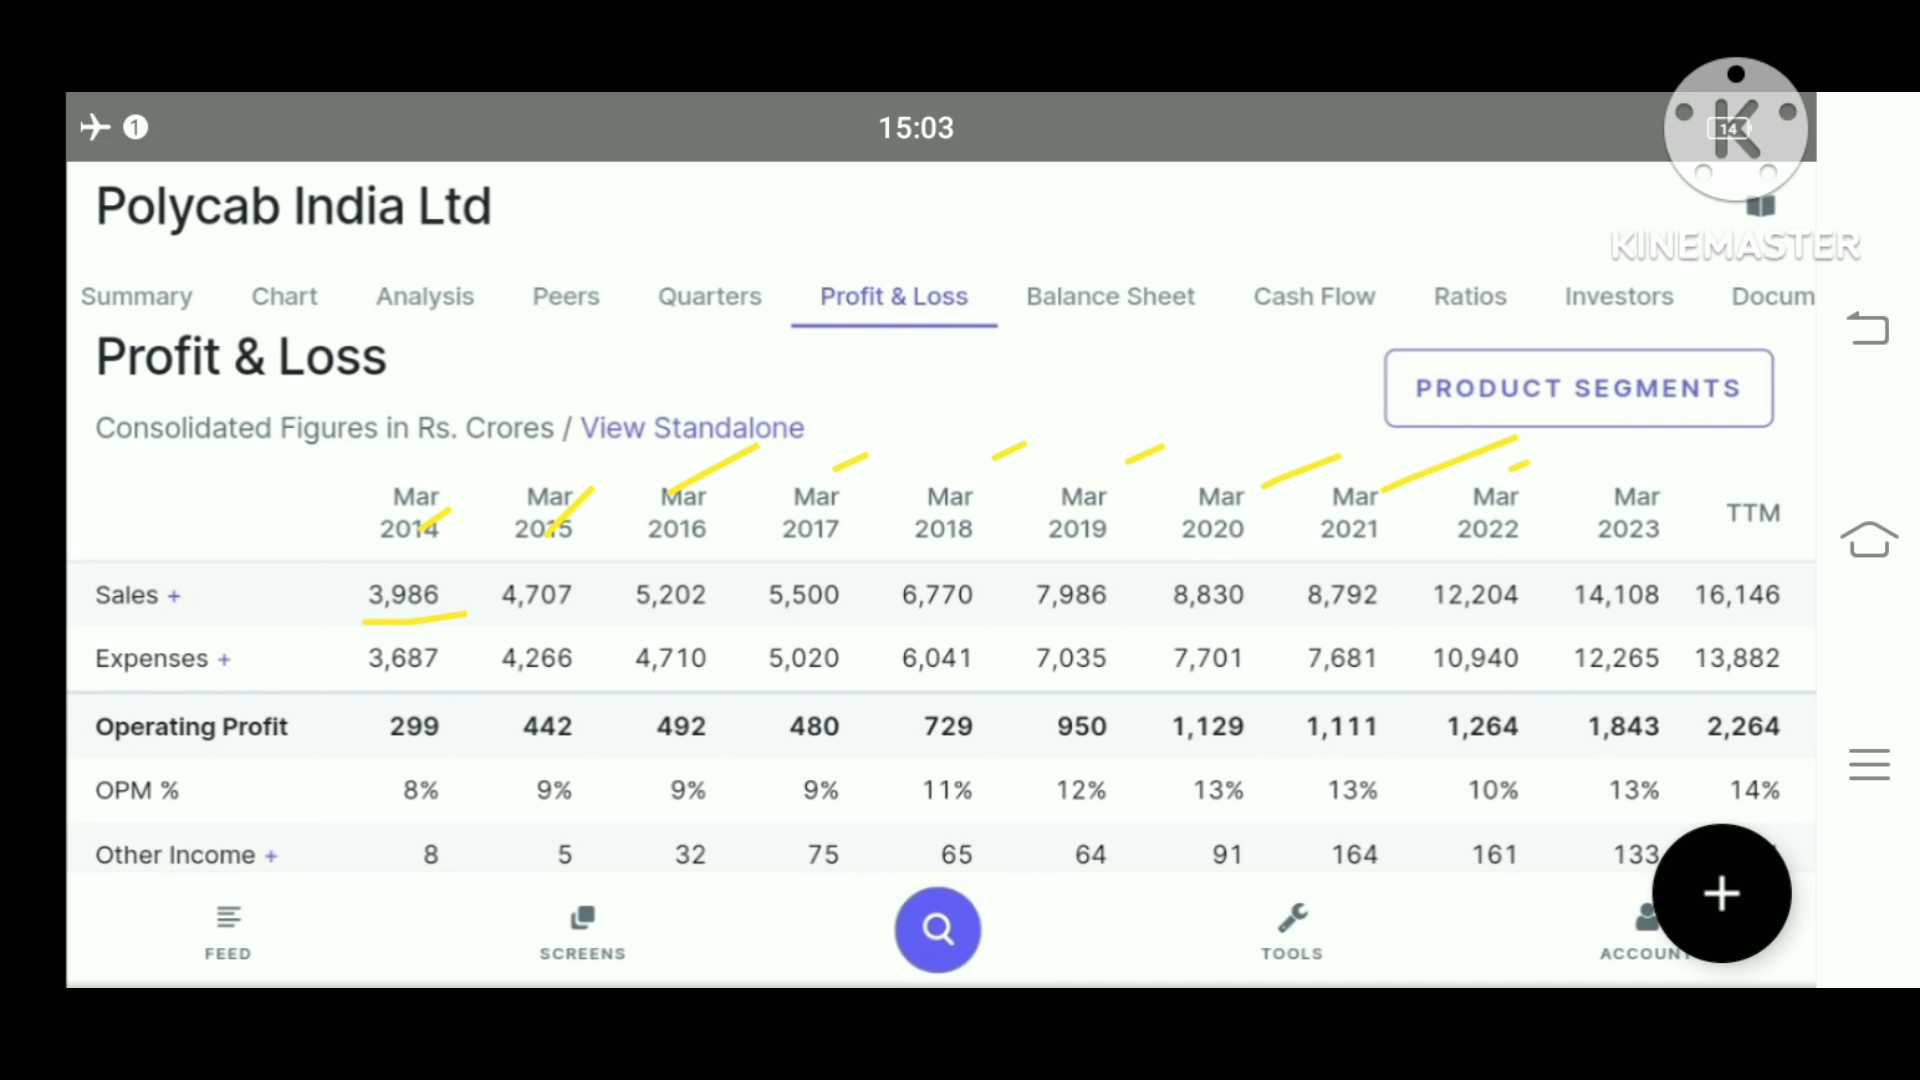 1 15:03 14
K
KINEMASTER
Polycab India Ltd
Summary Chart Analysis Peers Quarters Profit & Loss Balance Sheet Cash Flow Ratios Investors Docum
Profit & Loss
PRODUCT SEGMENTS
Consolidated Figures in Rs. Crores / View Standalone
Mar 2014 Mar 2015 Mar 2016 Mar 2017 Mar 2018 Mar 2019 Mar 2020 Mar 2021 Mar 2022 Mar 2023 TTM
Sales + 3,986 4,707 5,202 5,500 6,770 7,986 8,830 8,792 12,204 14,108 16,146
Expenses + 3,687 4,266 4,710 5,020 6,041 7,035 7,701 7,681 10,940 12,265 13,882
Operating Profit 299 442 492 480 729 950 1,129 1,111 1,264 1,843 2,264
OPM % 8% 9% 9% 9% 11% 12% 13% 13% 10% 13% 14%
Other Income + 8 5 32 75 65 64 91 164 161 133
FEED SCREENS TOOLS ACCOUNT